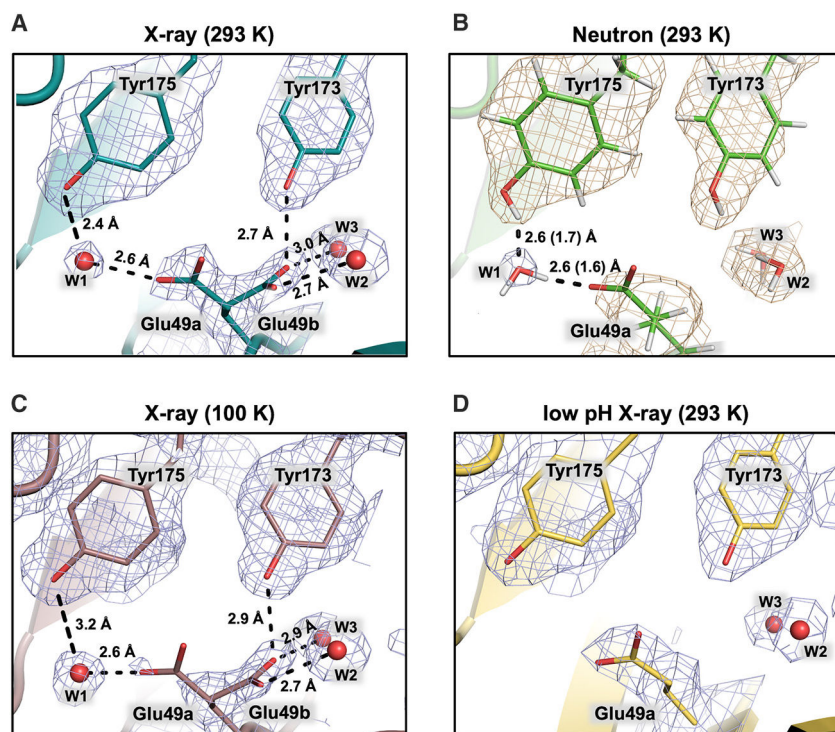 A
X-ray (293 K)
Tyr175
Tyr173
2.4 Å
2.7 Å
3.0 Å
W3
2.6 Å
W1
W2
2.7 Å
Glu49a
Glu49b
B
Neutron (293 K)
Tyr175
Tyr173
2.6 (1.7) Å
W3
W1
2.6 (1.6) Å
W2
Glu49a
C
X-ray (100 K)
Tyr175
Tyr173
2.9 Å
3.2 Å
2.9 Å
W3
2.6 Å
W2
W1
2.7 Å
Glu49a
Glu49b
D
low pH X-ray (293 K)
Tyr175
Tyr173
W3
W2
Glu49a